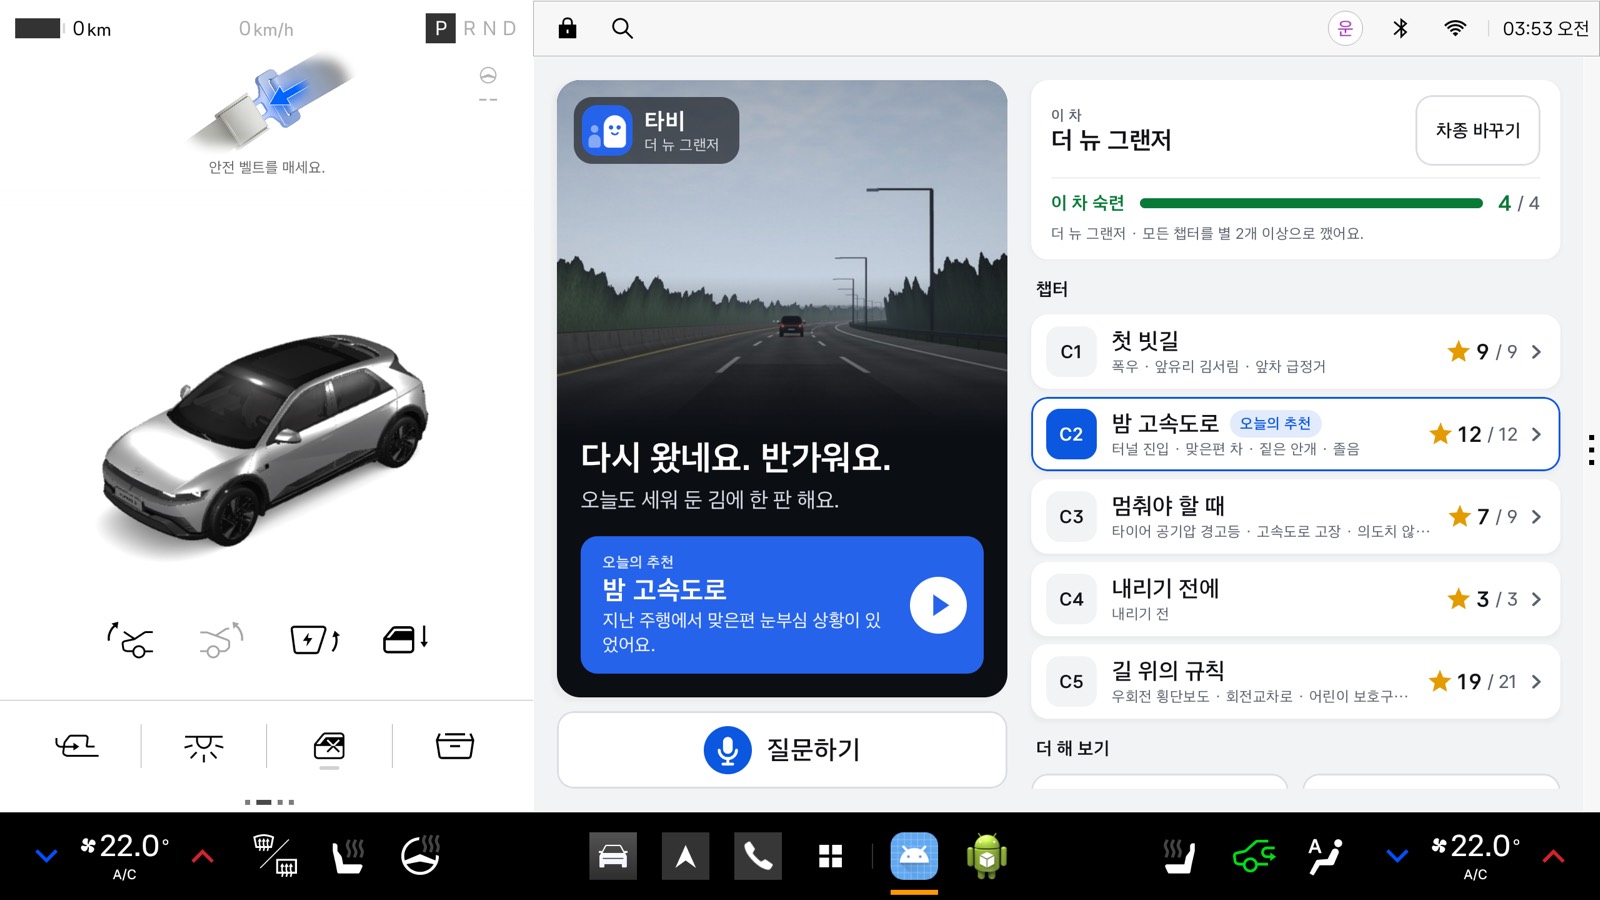 0 km
0 km/h
P R N D
--
안전 벨트를 매세요.
운
03:53 오전
타비
더 뉴 그랜저
다시 왔네요. 반가워요.
오늘도 세워 둔 김에 한 판 해요.
오늘의 추천
밤 고속도로
지난 주행에서 맞은편 눈부심 상황이 있
었어요.
질문하기
이 차
더 뉴 그랜저
차종 바꾸기
이 차 숙련
4 / 4
더 뉴 그랜저 · 모든 챕터를 별 2개 이상으로 깼어요.
챕터
C1
첫 빗길
폭우 · 앞유리 김서림 · 앞차 급정거
9 / 9
C2
밤 고속도로
오늘의 추천
터널 진입 · 맞은편 차 · 짙은 안개 · 졸음
12 / 12
C3
멈춰야 할 때
타이어 공기압 경고등 · 고속도로 고장 · 의도치 않…
7 / 9
C4
내리기 전에
내리기 전
3 / 3
C5
길 위의 규칙
우회전 횡단보도 · 회전교차로 · 어린이 보호구…
19 / 21
더 해 보기
22.0°
A/C
A
22.0°
A/C